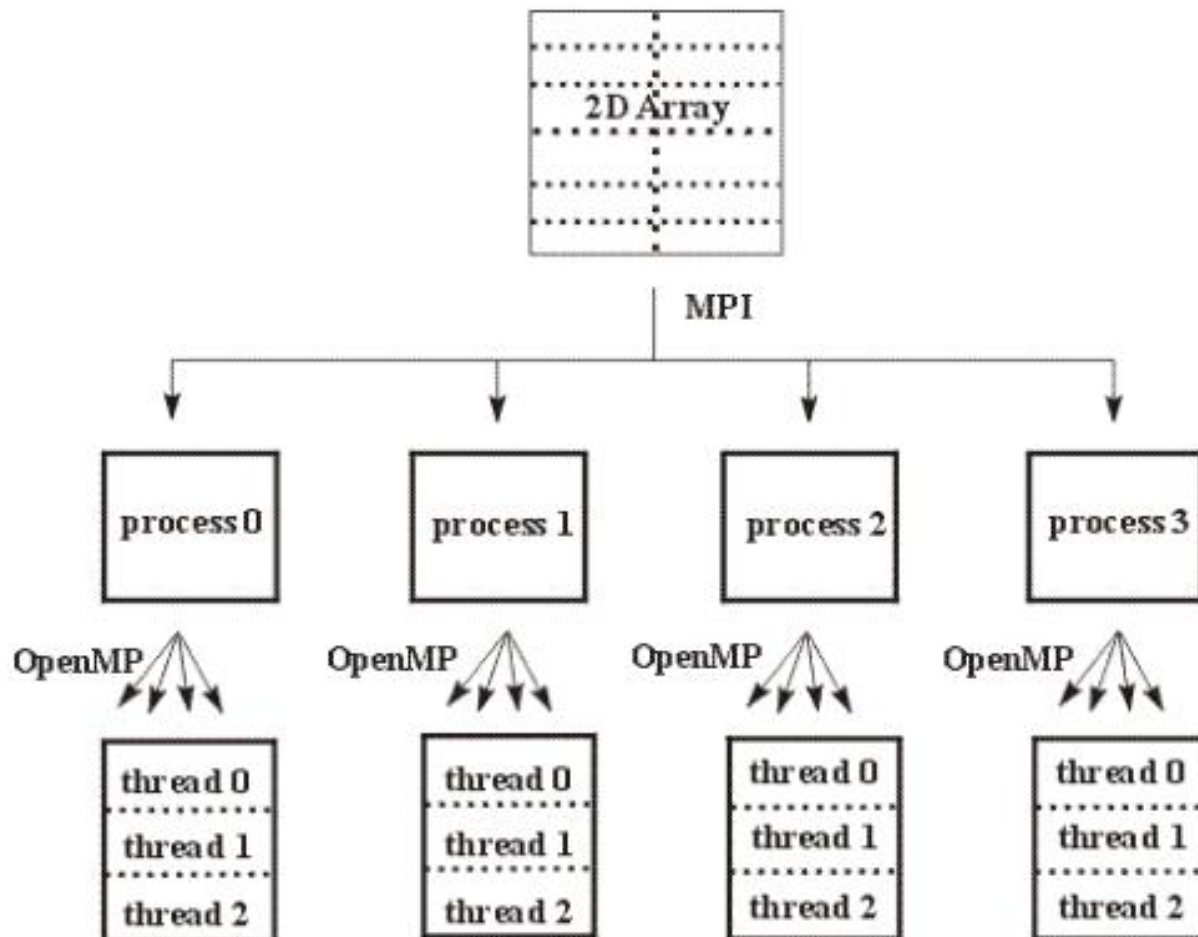 2D Array
MPI
process 0
process 1
process 2
process 3
OpenMP
OpenMP
OpenMP
OpenMP
thread 0
thread 1
thread 2
thread 0
thread 1
thread 2
thread 0
thread 1
thread 2
thread 0
thread 1
thread 2